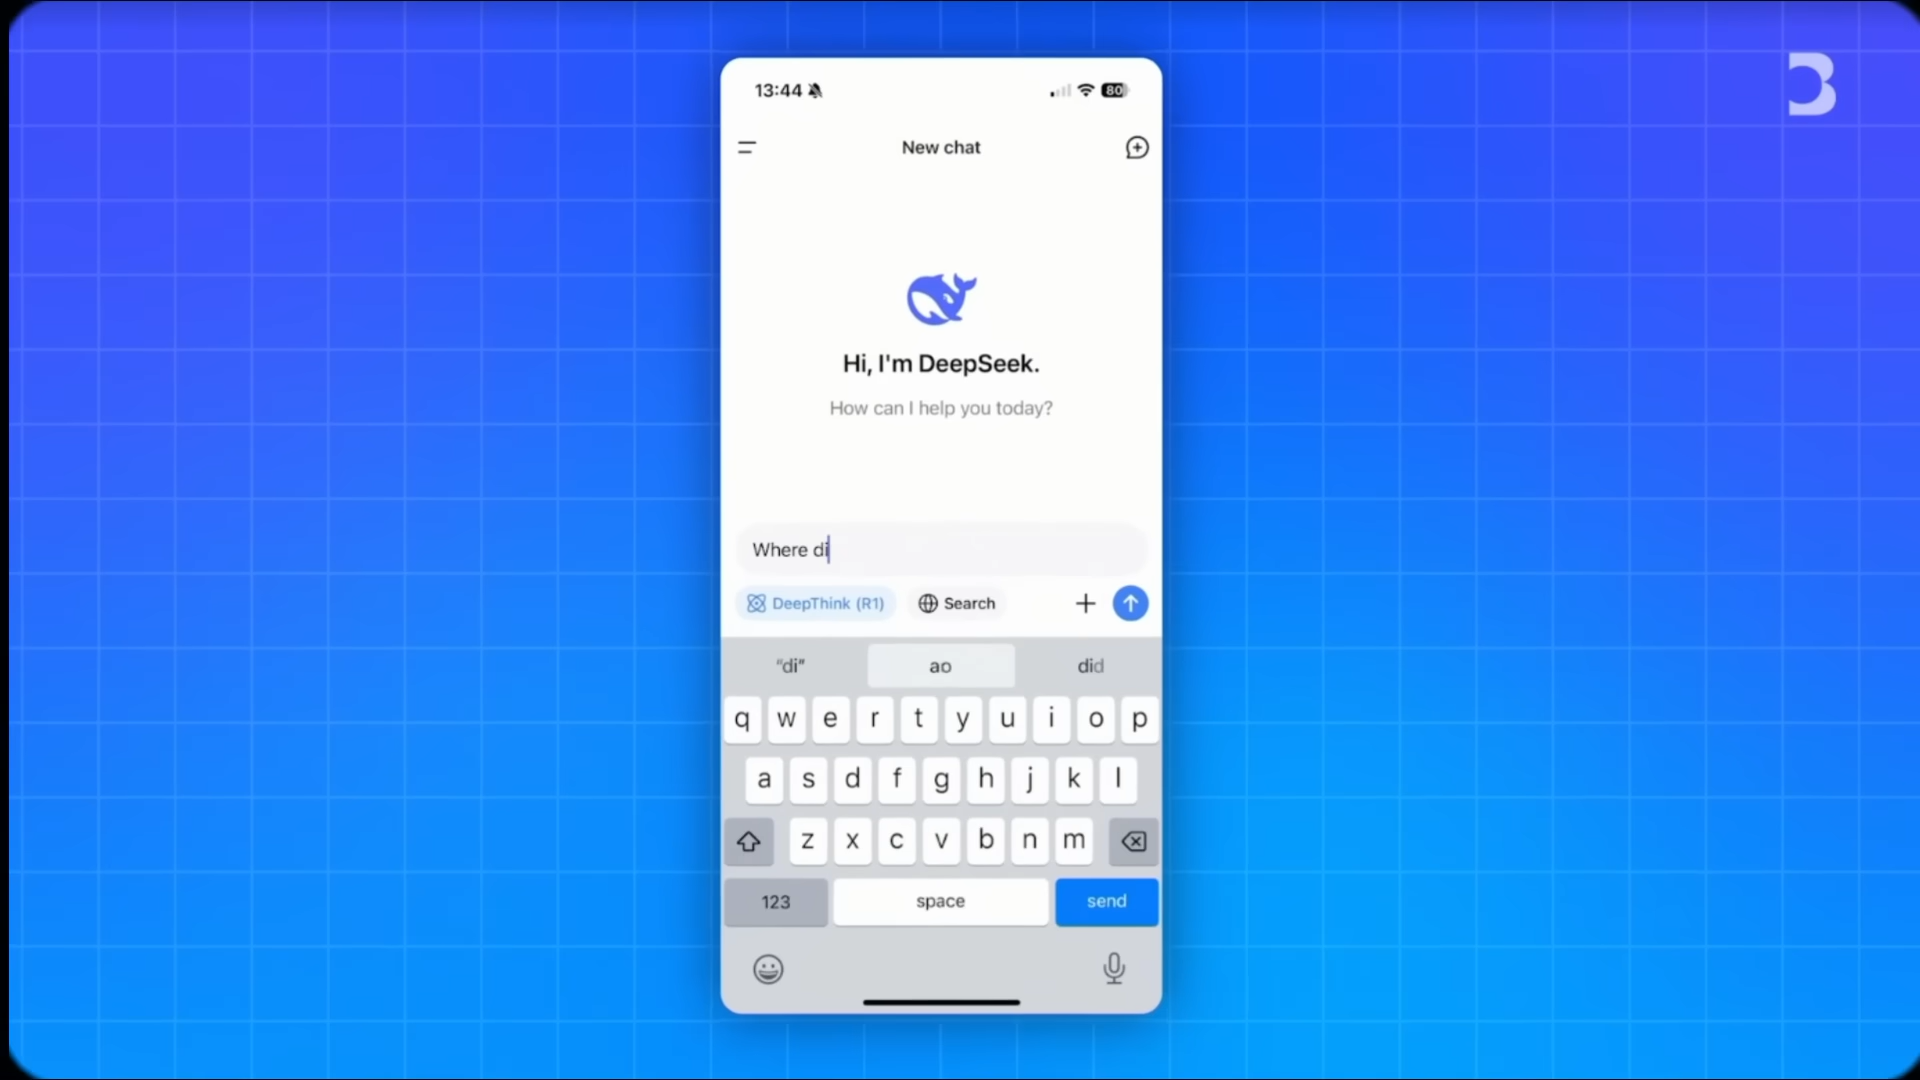 13:44
80
3
New chat
Hi, I'm DeepSeek.
How can I help you today?
Where di
DeepThink (R1) Search
"di" ao did
q w e r t y u i o p
a s d f g h j k l
z x c v b n m
123 space send